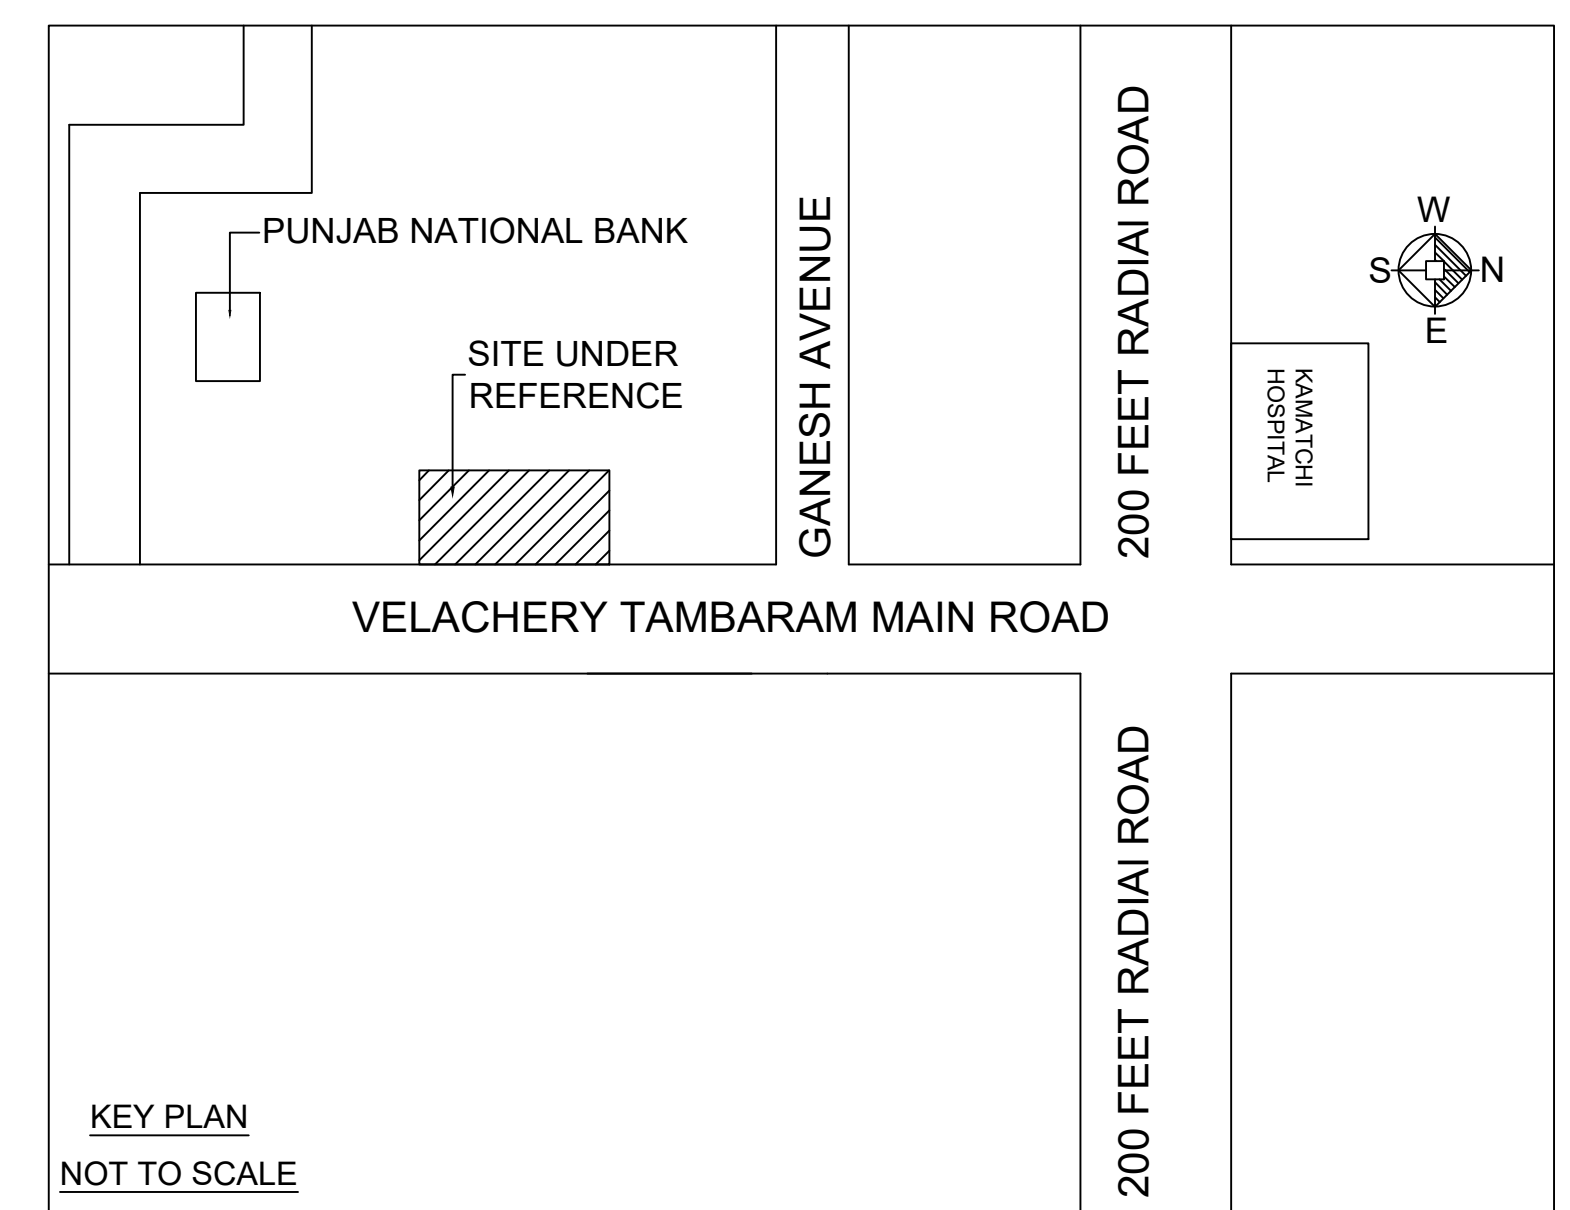 PUNJAB NATIONAL BANK
SITE UNDER
REFERENCE
GANESH AVENUE
200 FEET RADIAI ROAD
W
S
N
E
KAMATCHI
HOSPITAL
VELACHERY TAMBARAM MAIN ROAD
200 FEET RADIAI ROAD
KEY PLAN
NOT TO SCALE